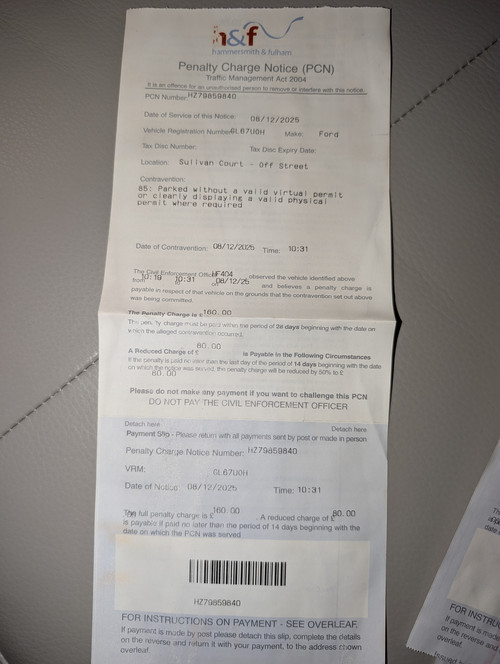 h&f
hammersmith & fulham
Penalty Charge Notice (PCN)
Traffic Management Act 2004
It is an offence for an unauthorised person to remove or interfere with this notice.
PCN Number: HZ79859840
Date of Service of this Notice: 08/12/2025
Vehicle Registration Number: GL67UOH Make: Ford
Tax Disc Number: Tax Disc Expiry Date:
Location: Sullivan Court - Off Street
Contravention:
85: Parked without a valid virtual permit
or clearly displaying a valid physical
permit where required
Date of Contravention: 08/12/2025 Time: 10:31
The Civil Enforcement Officer HF404 observed the vehicle identified above
from 10:19 10:31 08/12/25 and believes a penalty charge is
payable in respect of that vehicle on the grounds that the contravention set out above
was being committed.
The Penalty Charge is £ 160.00
The penalty charge must be paid within the period of 28 days beginning with the date on
which the alleged contravention occurred.
A Reduced Charge of £ 80.00 is Payable in the Following Circumstances
If the penalty is paid no later than the last day of the period of 14 days beginning with the date
on which the notice was served, the penalty charge will be reduced by 50% to £
80.00
Please do not make any payment if you want to challenge this PCN
DO NOT PAY THE CIVIL ENFORCEMENT OFFICER
Detach here Detach here
Payment Slip - Please return with all payments sent by post or made in person
Penalty Charge Notice Number: HZ79859840
VRM: GL67UOH
Date of Notice: 08/12/2025 Time: 10:31
The full penalty charge is £ 160.00 . A reduced charge of £ 80.00
is payable if paid no later than the period of 14 days beginning with the
date on which the PCN was served
HZ79859840
FOR INSTRUCTIONS ON PAYMENT - SEE OVERLEAF.
If payment is made by post please detach this slip, complete the details
on the reverse and return it with your payment, to the address shown
overleaf.
FOR INSTRU
If payment is made
on the reverse and
overleaf.